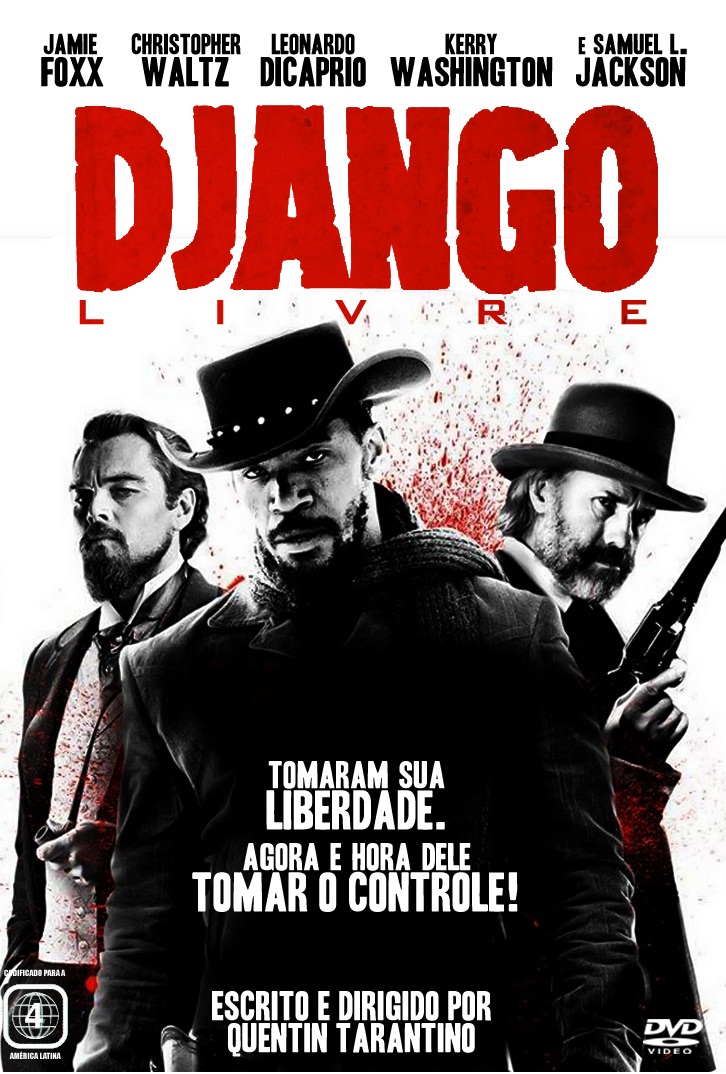 JAMIE CHRISTOPHER LEONARDO KERRY E SAMUEL L.
FOXX WALTZ DICAPRIO WASHINGTON JACKSON
DJANGO
LIVRE
TOMARAM SUA
LIBERDADE.
AGORA E HORA DELE
TOMAR O CONTROLE!
ESCRITO E DIRIGIDO POR
QUENTIN TARANTINO
CODIFICADO PARA A
4
AMÉRICA LATINA
DVD
VIDEO